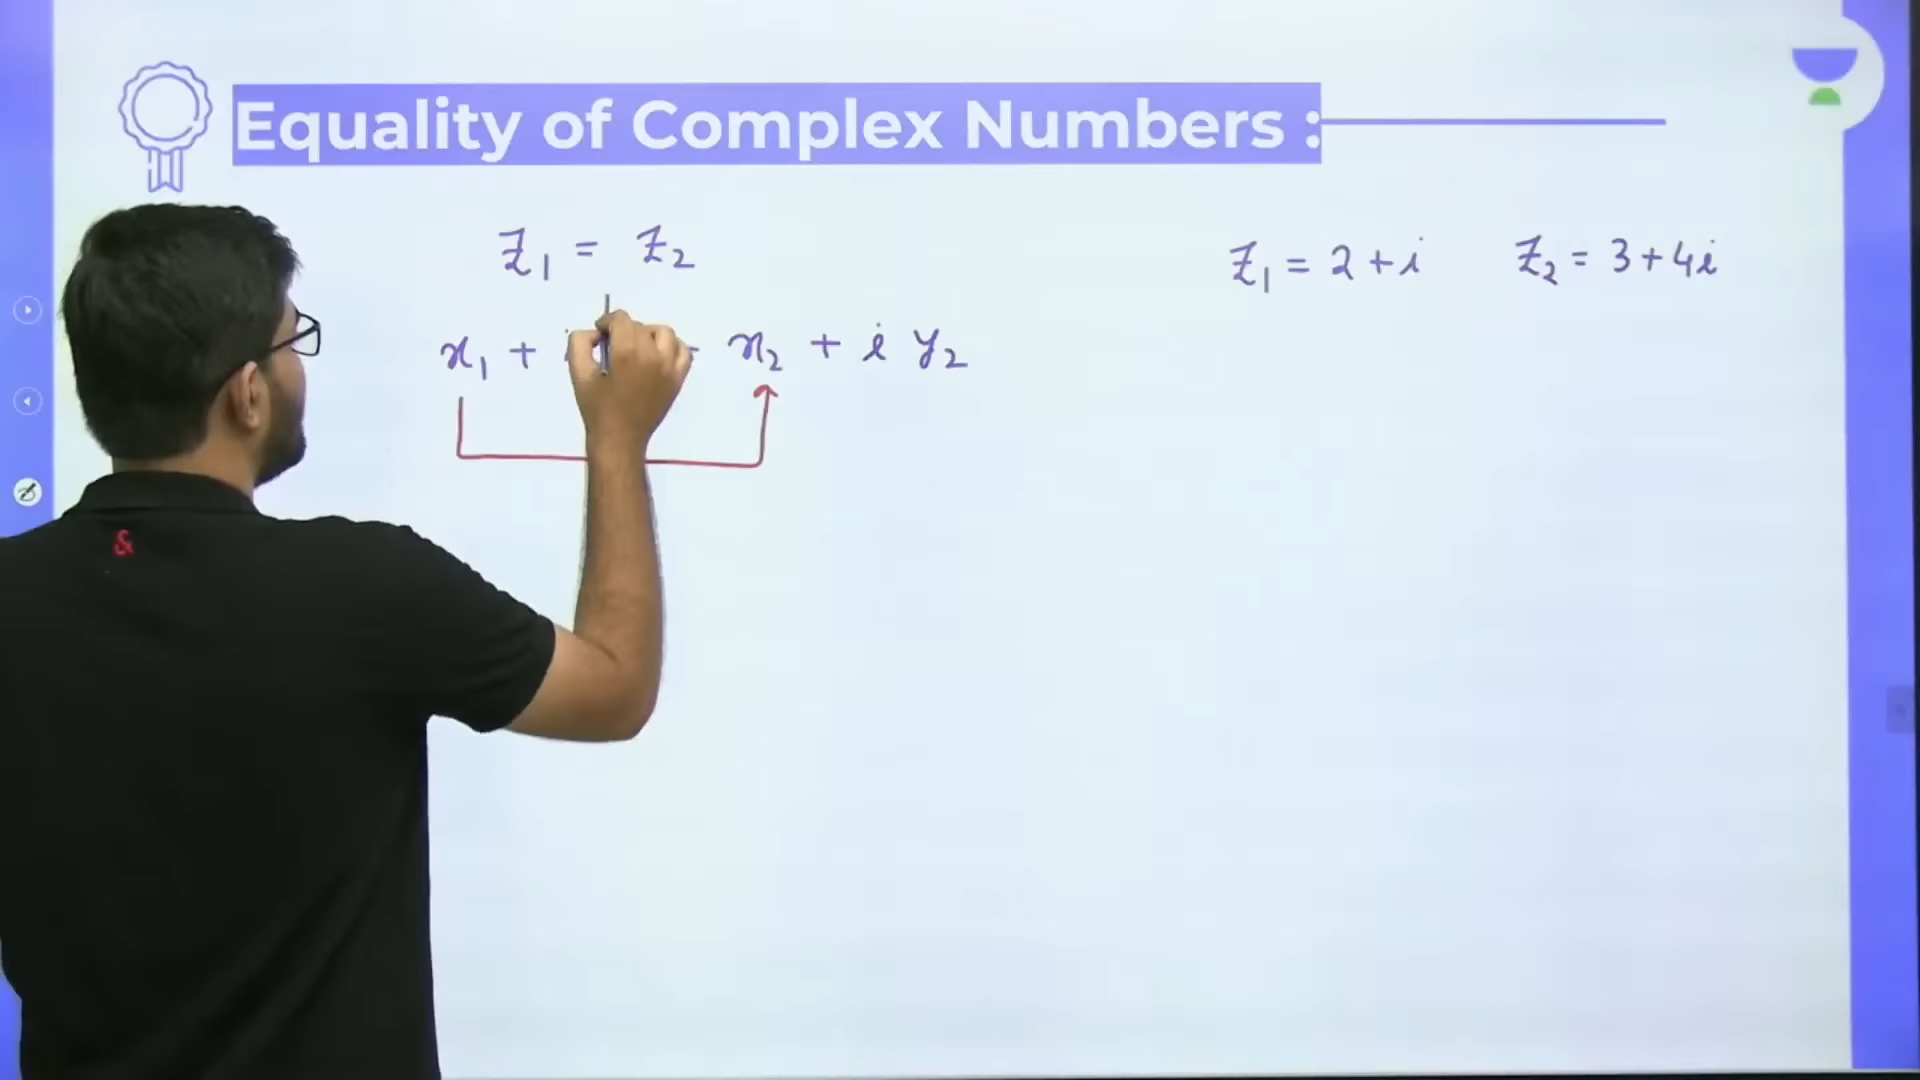 Equality of Complex Numbers :
Z₁ = Z₂
x₁ + i = x₂ + i y₂
Z₁ = 2 + i
Z₂ = 3 + 4i
&